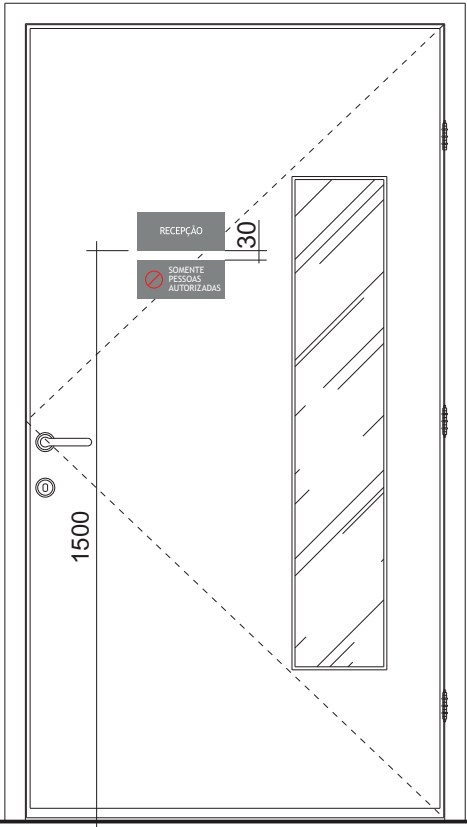 RECEPÇÃO
30
SOMENTE
PESSOAS
AUTORIZADAS
1500